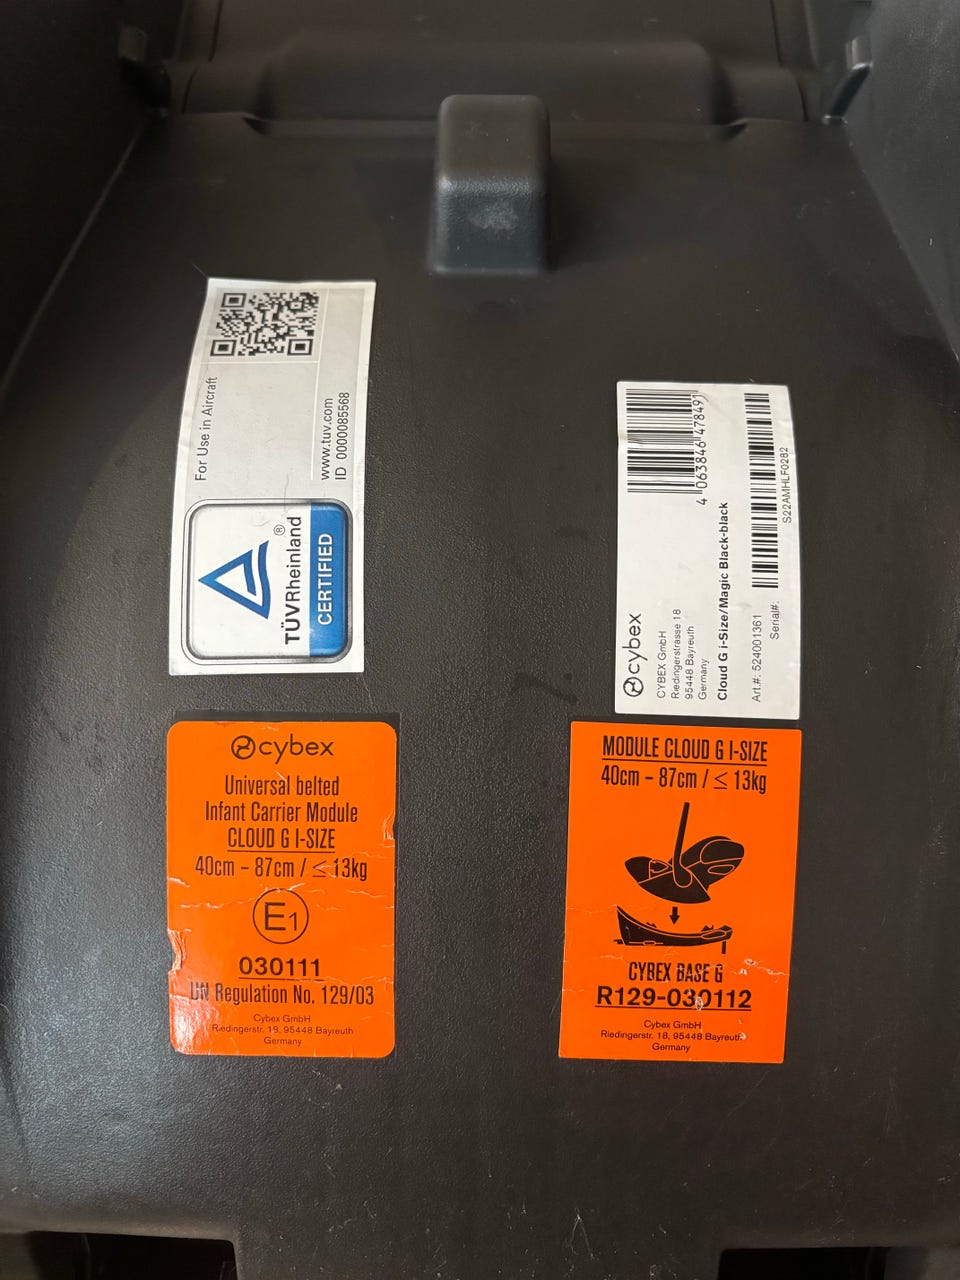 For Use in Aircraft
www.tuv.com
ID 0000085568
TÜVRheinland
®
CERTIFIED
4 063846 478491
cybex
CYBEX GmbH
Riedingerstrasse 18
95448 Bayreuth
Germany
Cloud G i-Size/Magic Black-black
Art.#: 524001361
Serial#:
S22AMHLF0282
cybex
Universal belted
Infant Carrier Module
CLOUD G I-SIZE
40cm – 87cm / ≤ 13kg
E1
030111
UN Regulation No. 129/03
Cybex GmbH
Riedingerstr. 18, 95448 Bayreuth
Germany
MODULE CLOUD G I-SIZE
40cm – 87cm / ≤ 13kg
CYBEX BASE G
R129-030112
Cybex GmbH
Riedingerstr. 18, 95448 Bayreuth
Germany